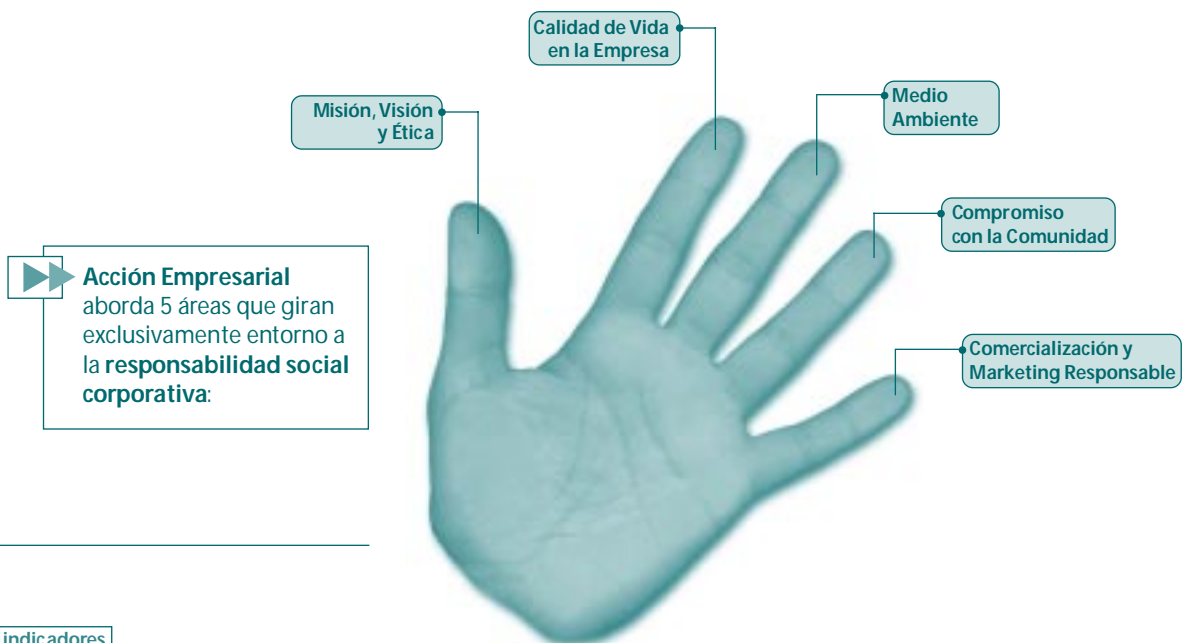 Calidad de Vida
en la Empresa
Medio
Ambiente
Misión, Visión
y Ética
Compromiso
con la Comunidad
Acción Empresarial
aborda 5 áreas que giran
exclusivamente entorno a
la responsabilidad social
corporativa:
Comercialización y
Marketing Responsable
indicadores